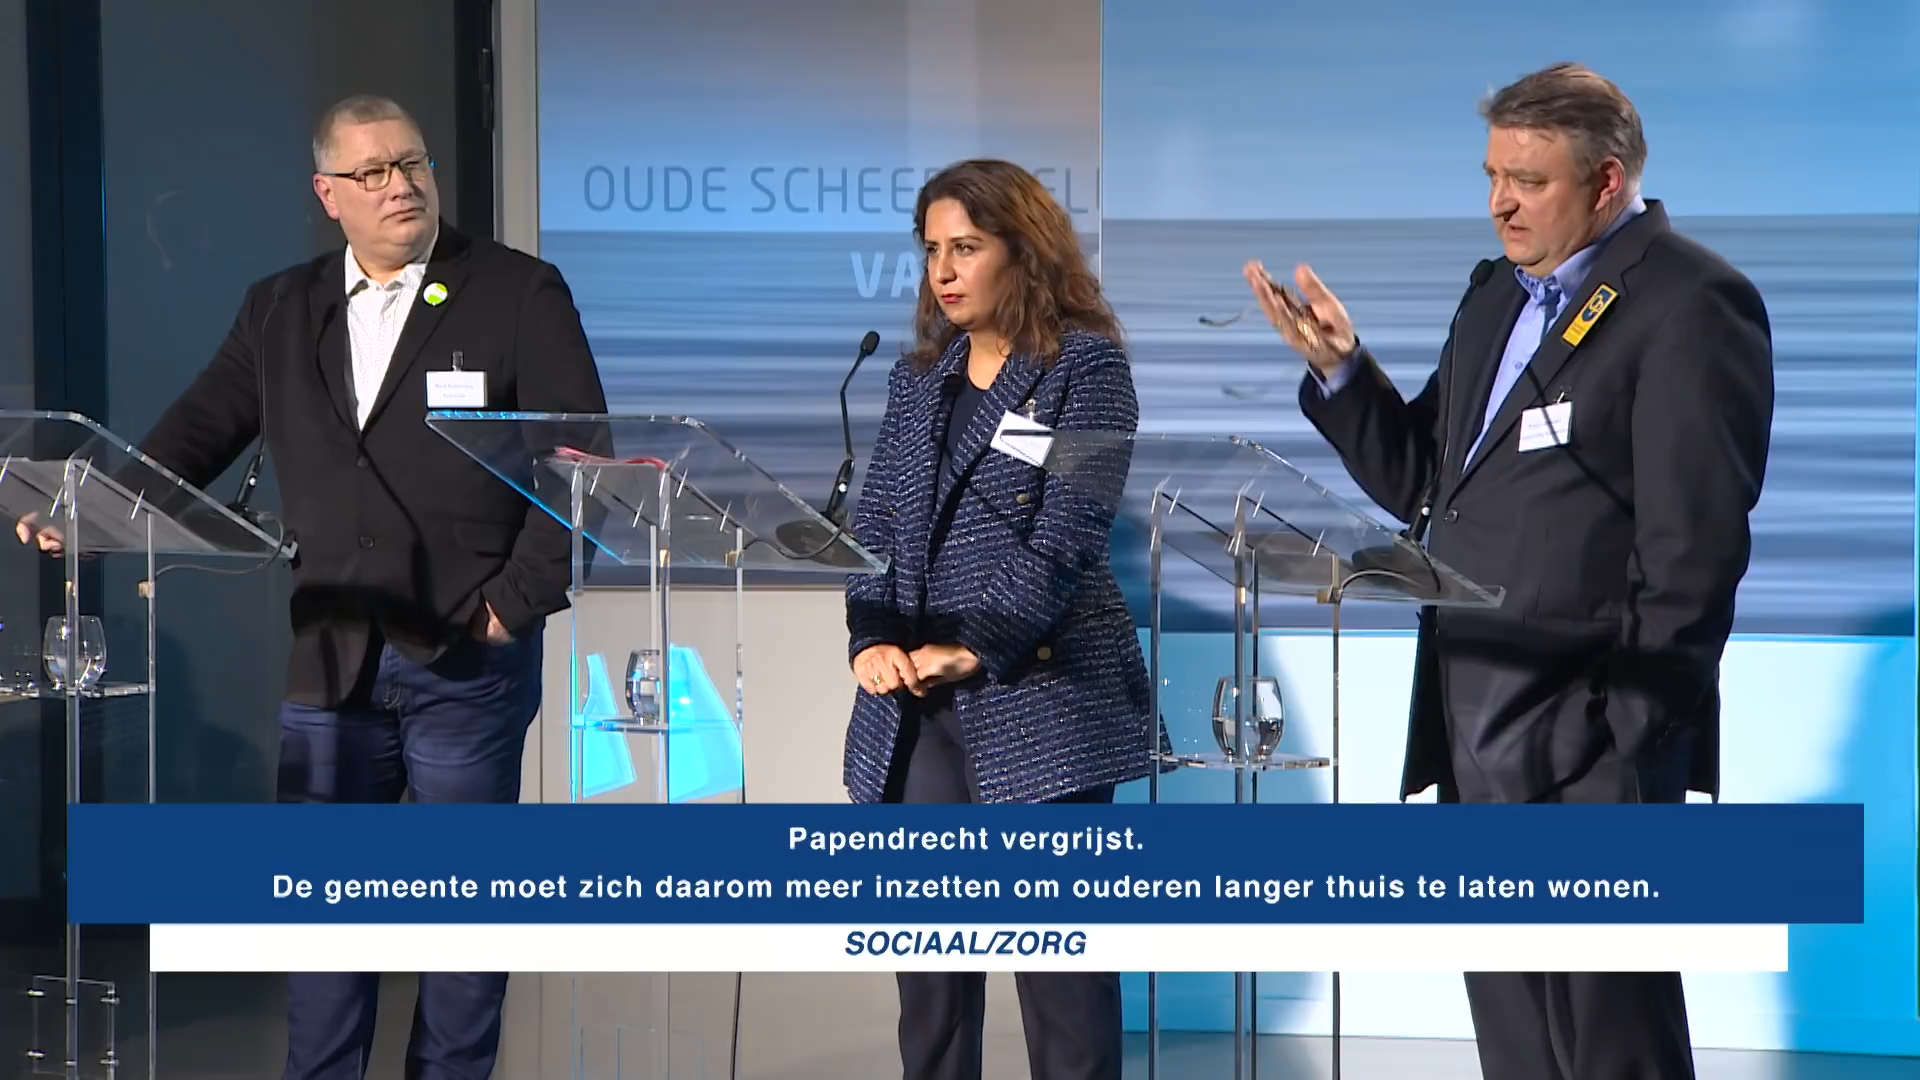 OUDE SCHEE
VA
Papendrecht vergrijst.
De gemeente moet zich daarom meer inzetten om ouderen langer thuis te laten wonen.
SOCIAAL/ZORG